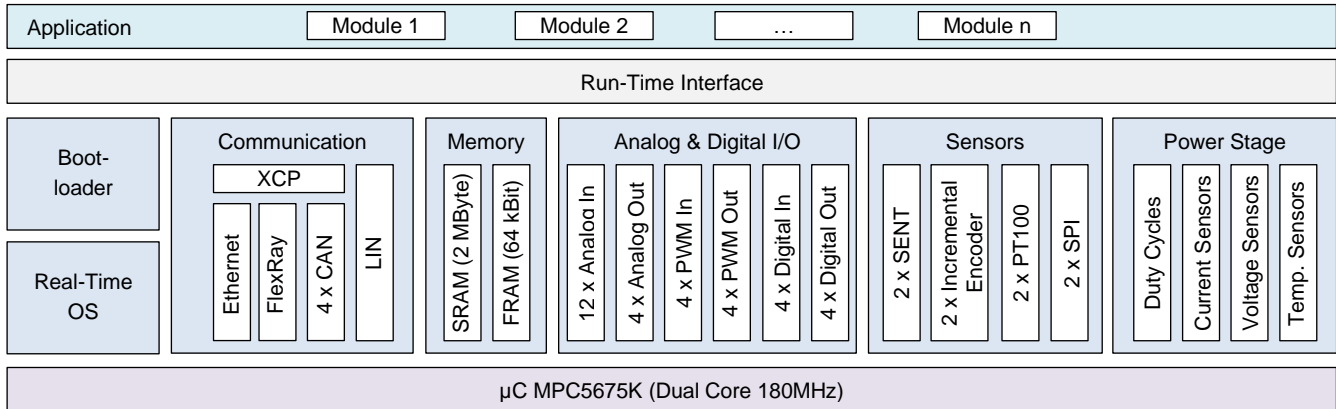 Application
Module 1
Module 2
...
Module n
Run-Time Interface
Boot-
loader
Real-Time
OS
Communication
XCP
Ethernet
FlexRay
4 x CAN
LIN
Memory
SRAM (2 MByte)
FRAM (64 kBit)
Analog & Digital I/O
12 x Analog In
4 x Analog Out
4 x PWM In
4 x PWM Out
4 x Digital In
4 x Digital Out
Sensors
2 x SENT
2 x Incremental
Encoder
2 x PT100
2 x SPI
Power Stage
Duty Cycles
Current Sensors
Voltage Sensors
Temp. Sensors
µC MPC5675K (Dual Core 180MHz)